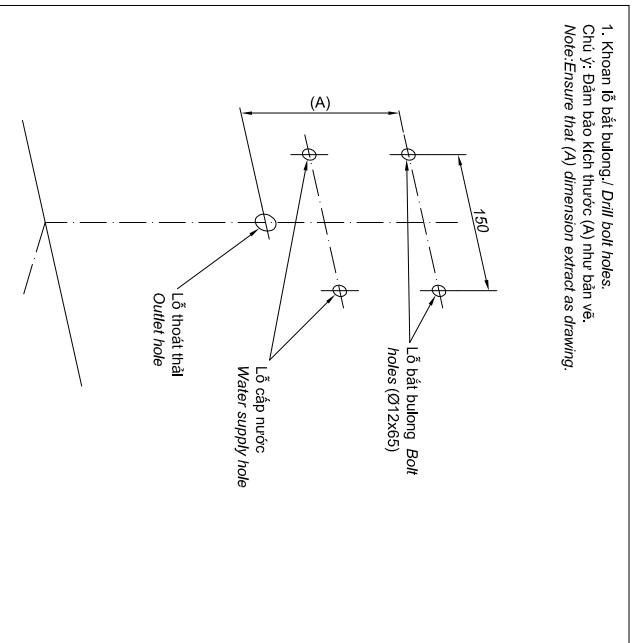 1. Khoan lỗ bắt bulong./ Drill bolt holes.
Chú ý: Đảm bảo kích thước (A) như bản vẽ.
Note:Ensure that (A) dimension extract as drawing.
150
(A)
Lỗ bắt bulong Bolt
holes (Ø12x65)
Lỗ cấp nước
Water supply hole
Lỗ thoát thải
Outlet hole